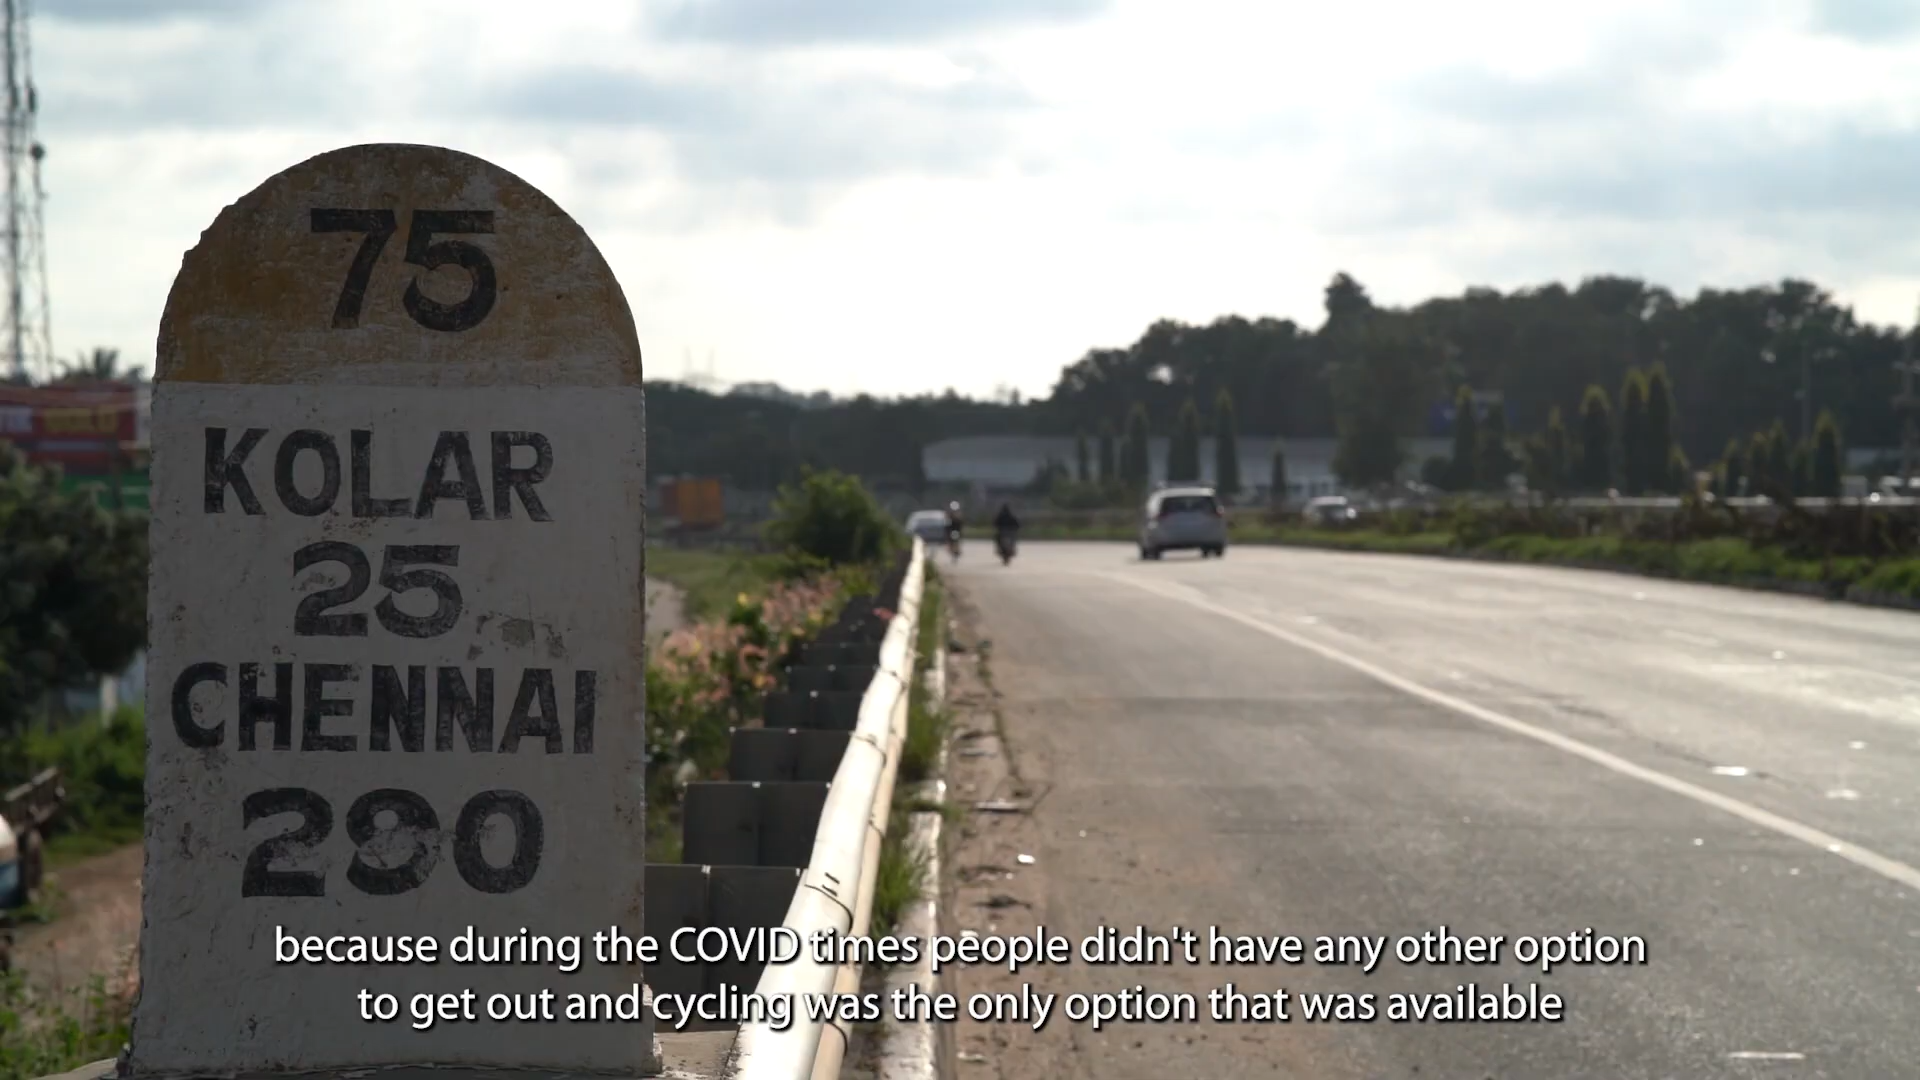 75
KOLAR
25
CHENNAI
290
because during the COVID times people didn't have any other option
to get out and cycling was the only option that was available